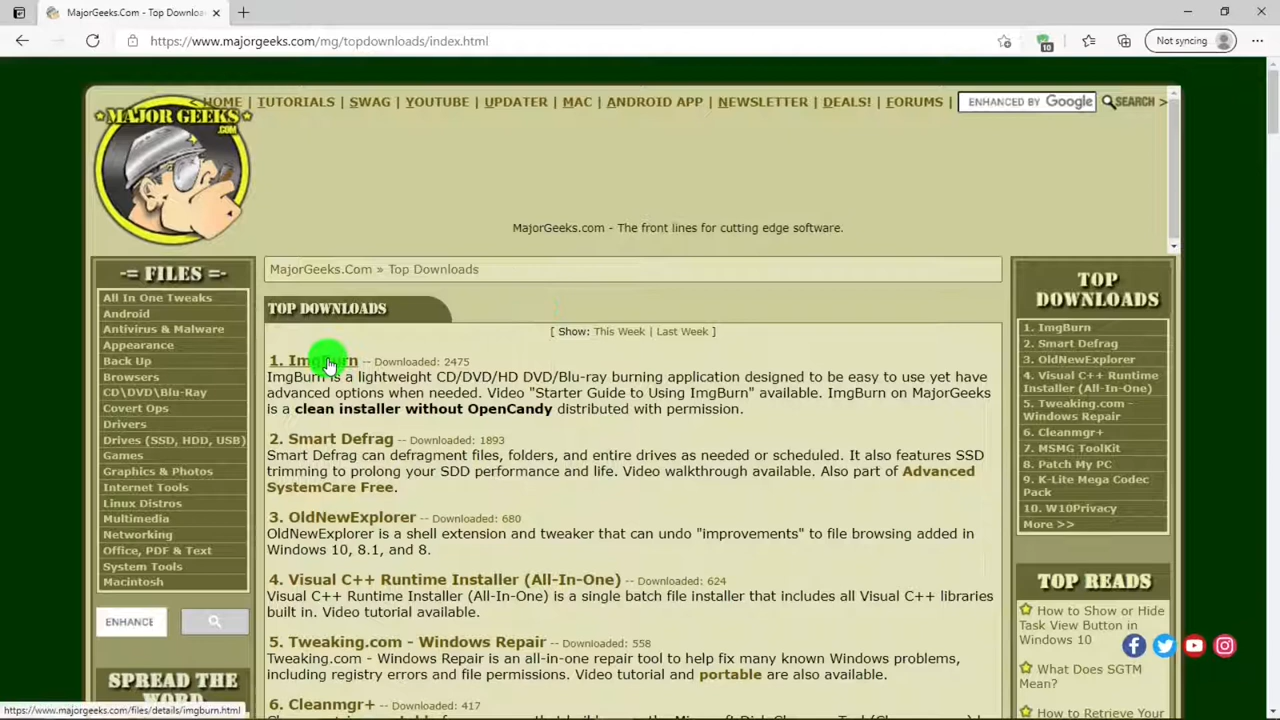 MajorGeeks.Com - Top Downloa
https://www.majorgeeks.com/mg/topdownloads/index.html
10
Not syncing
MAJOR GEEKS
.COM
< HOME | TUTORIALS | SWAG | YOUTUBE | UPDATER | MAC | ANDROID APP | NEWSLETTER | DEALS! | FORUMS | ENHANCED BY Google SEARCH >
MajorGeeks.com - The front lines for cutting edge software.
-= FILES =-
All In One Tweaks
Android
Antivirus & Malware
Appearance
Back Up
Browsers
CD\DVD\Blu-Ray
Covert Ops
Drivers
Drives (SSD, HDD, USB)
Games
Graphics & Photos
Internet Tools
Linux Distros
Multimedia
Networking
Office, PDF & Text
System Tools
Macintosh
ENHANCE
SPREAD THE
WORD
MajorGeeks.Com » Top Downloads
TOP DOWNLOADS
[ Show: This Week | Last Week ]
1. ImgBurn -- Downloaded: 2475
ImgBurn is a lightweight CD/DVD/HD DVD/Blu-ray burning application designed to be easy to use yet have
advanced options when needed. Video "Starter Guide to Using ImgBurn" available. ImgBurn on MajorGeeks
is a clean installer without OpenCandy distributed with permission.
2. Smart Defrag -- Downloaded: 1893
Smart Defrag can defragment files, folders, and entire drives as needed or scheduled. It also features SSD
trimming to prolong your SDD performance and life. Video walkthrough available. Also part of Advanced
SystemCare Free.
3. OldNewExplorer -- Downloaded: 680
OldNewExplorer is a shell extension and tweaker that can undo "improvements" to file browsing added in
Windows 10, 8.1, and 8.
4. Visual C++ Runtime Installer (All-In-One) -- Downloaded: 624
Visual C++ Runtime Installer (All-In-One) is a single batch file installer that includes all Visual C++ libraries
built in. Video tutorial available.
5. Tweaking.com - Windows Repair -- Downloaded: 558
Tweaking.com - Windows Repair is an all-in-one repair tool to help fix many known Windows problems,
including registry errors and file permissions. Video tutorial and portable are also available.
6. Cleanmgr+ -- Downloaded: 417
TOP
DOWNLOADS
1. ImgBurn
2. Smart Defrag
3. OldNewExplorer
4. Visual C++ Runtime
Installer (All-In-One)
5. Tweaking.com -
Windows Repair
6. Cleanmgr+
7. MSMG ToolKit
8. Patch My PC
9. K-Lite Mega Codec
Pack
10. W10Privacy
More >>
TOP READS
How to Show or Hide
Task View Button in
Windows 10
What Does SGTM
Mean?
How to Retrieve Your
https://www.majorgeeks.com/files/details/imgburn.html